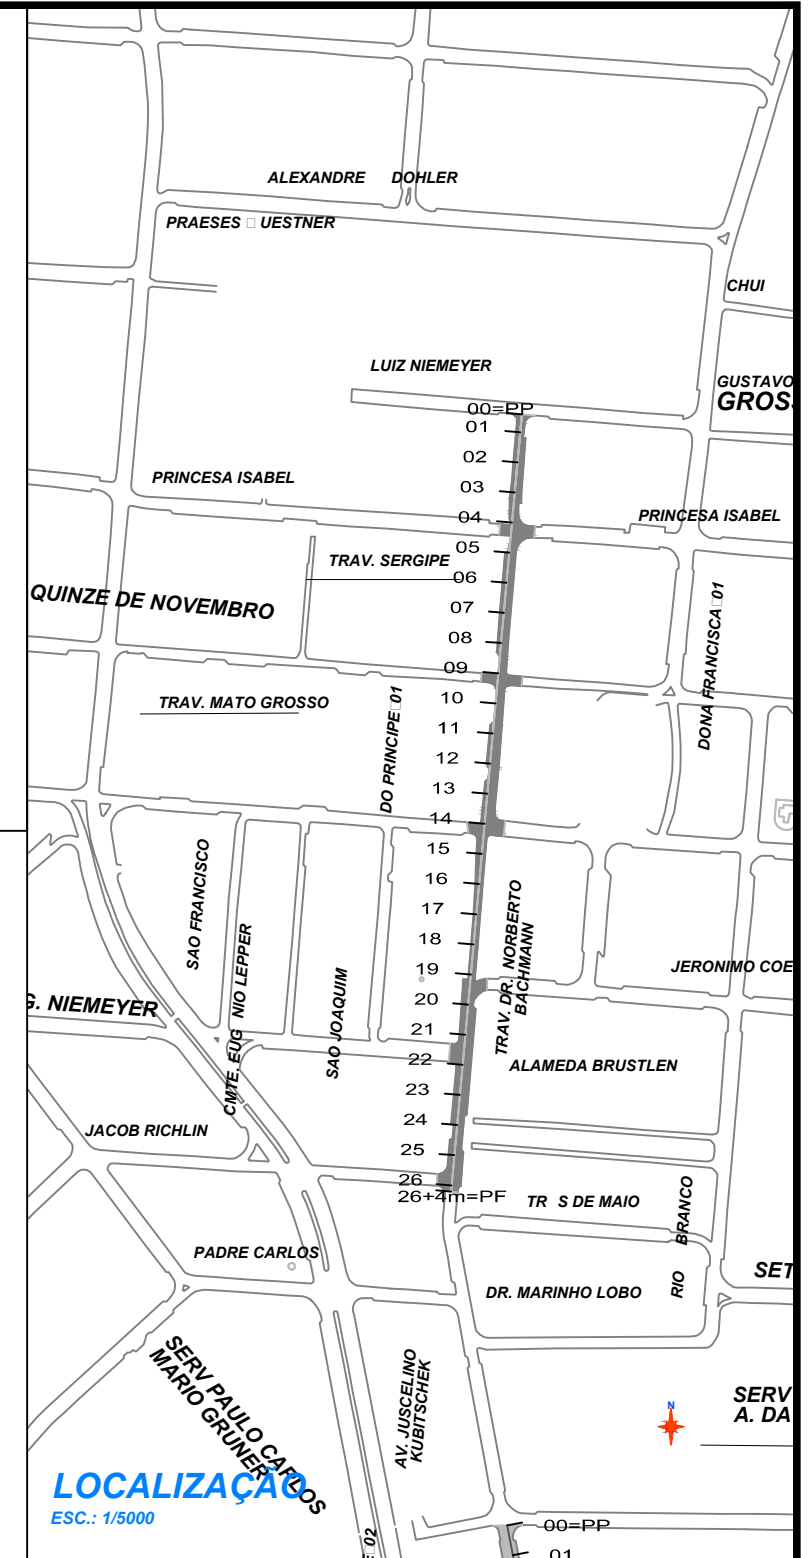 ALEXANDRE DOHLER
PRAESES □ UESTNER
CHUI
LUIZ NIEMEYER
GUSTAVO
GROS
00=PP
01
02
03
04
PRINCESA ISABEL
PRINCESA ISABEL
05
TRAV. SERGIPE
06
QUINZE DE NOVEMBRO
07
08
09
DONA FRANCISCA□01
TRAV. MATO GROSSO
DO PRINCIPE□01
10
11
12
13
14
15
16
17
18
19
20
21
22
23
24
25
26
26+4m=PF
SAO FRANCISCO
CMTE. EUG NIO LEPPER
SAO JOAQUIM
TRAV. DR. NORBERTO
BACHMANN
JERONIMO COE
G. NIEMEYER
ALAMEDA BRUSTLEN
JACOB RICHLIN
TR S DE MAIO
RIO BRANCO
PADRE CARLOS
SET
DR. MARINHO LOBO
SERV PAULO CARLOS
MARIO GRUNER
AV. JUSCELINO
KUBITSCHEK
SERV
A. DA
N
LOCALIZAÇÃO
ESC.: 1/5000
00=PP
01
□02